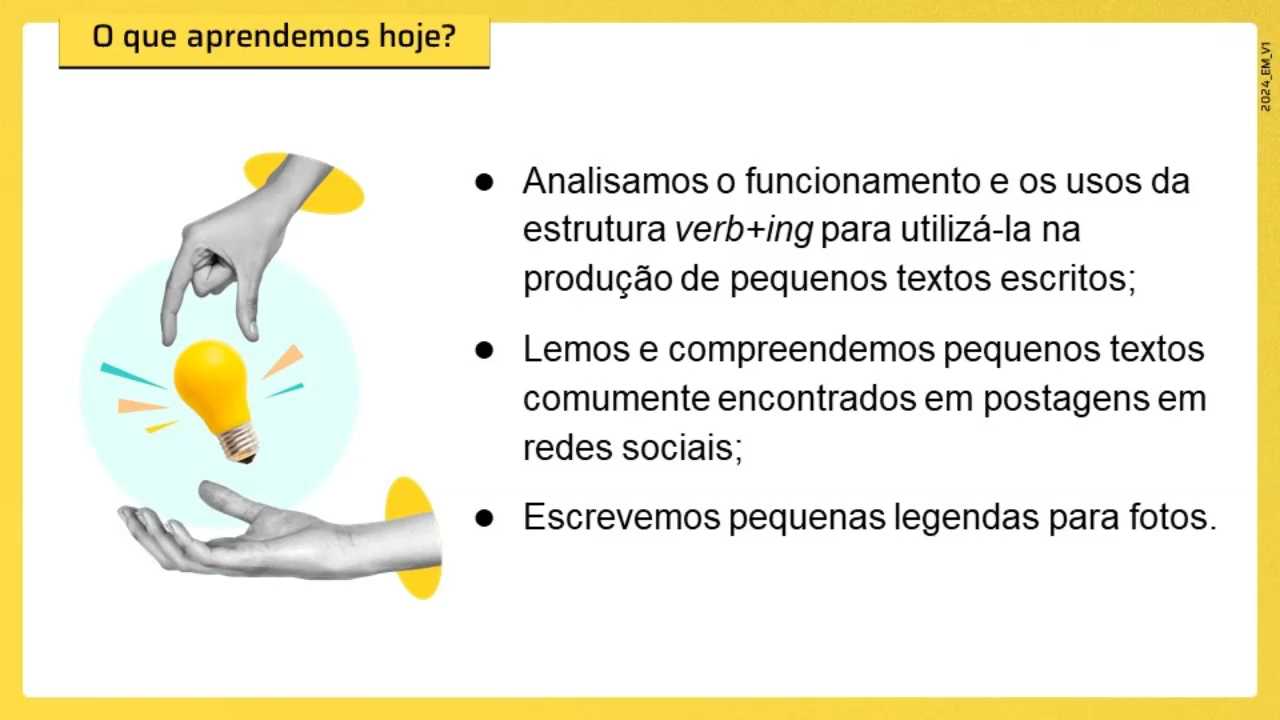 O que aprendemos hoje?
2024_EM_V1
● Analisamos o funcionamento e os usos da
estrutura verb+ing para utilizá-la na
produção de pequenos textos escritos;
● Lemos e compreendemos pequenos textos
comumente encontrados em postagens em
redes sociais;
● Escrevemos pequenas legendas para fotos.